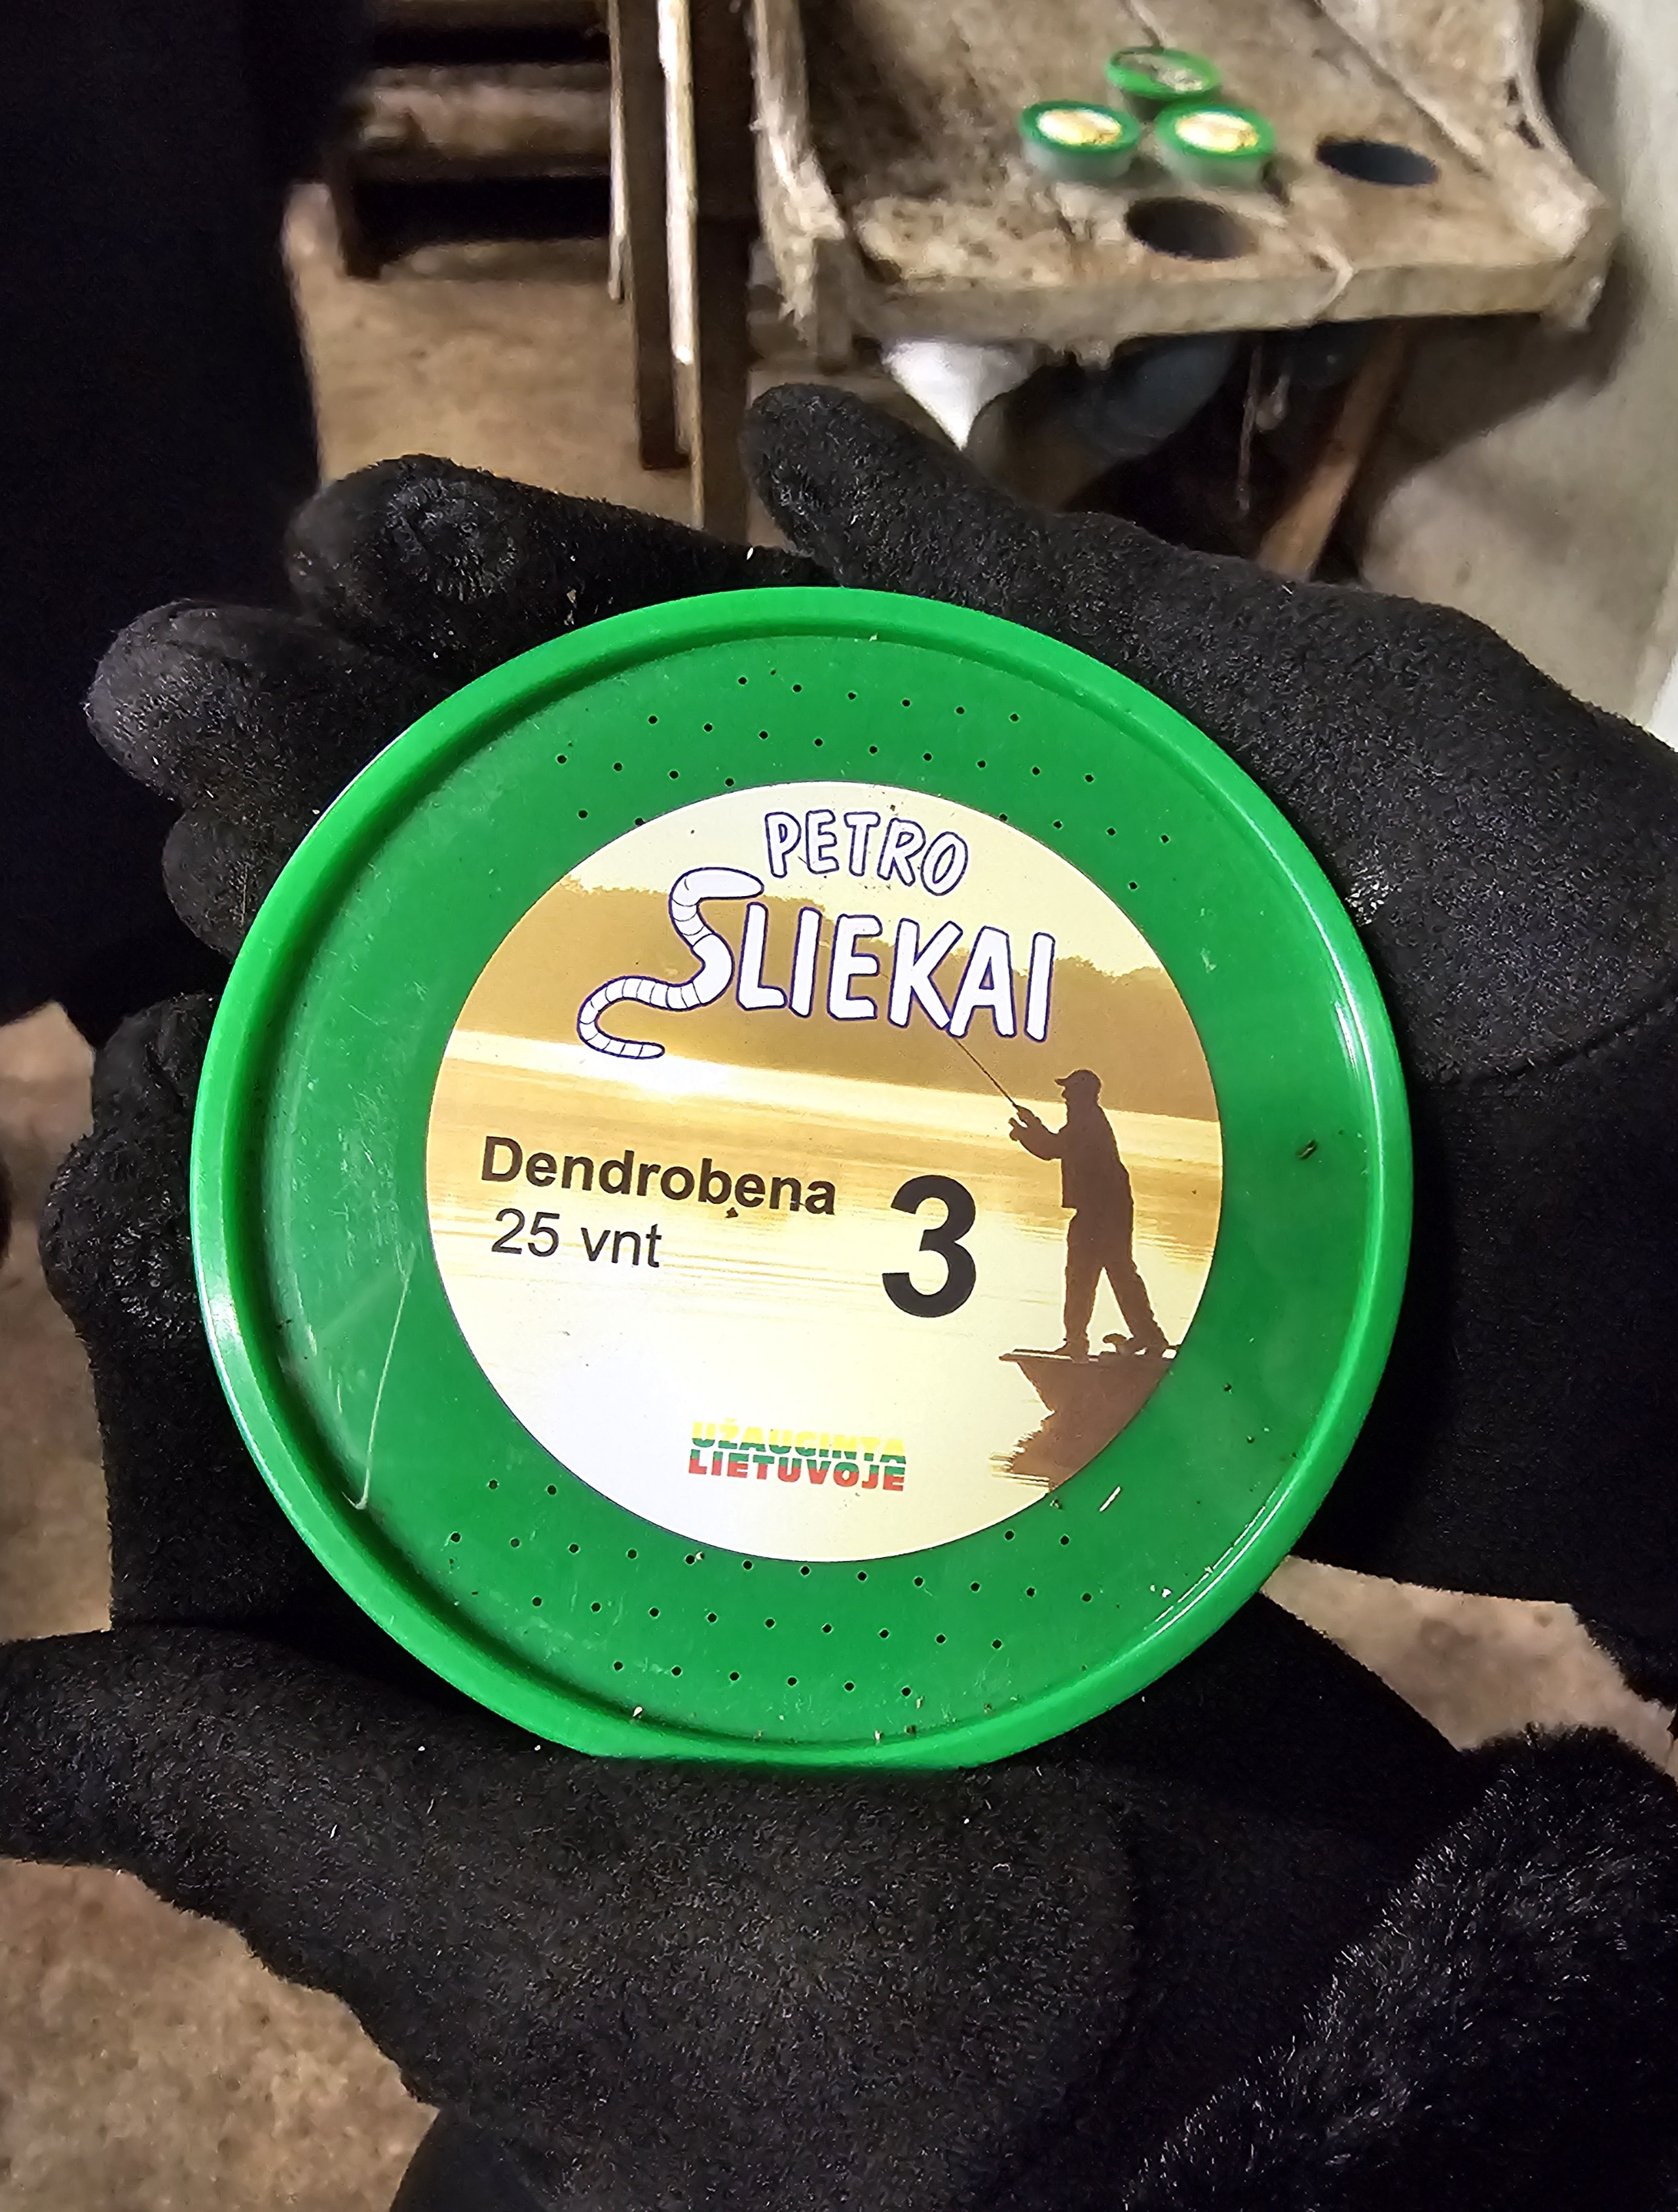 PETRO
SLIEKAI
Dendrobena
25 vnt
3
UŽAUGINTA
LIETUVOJE